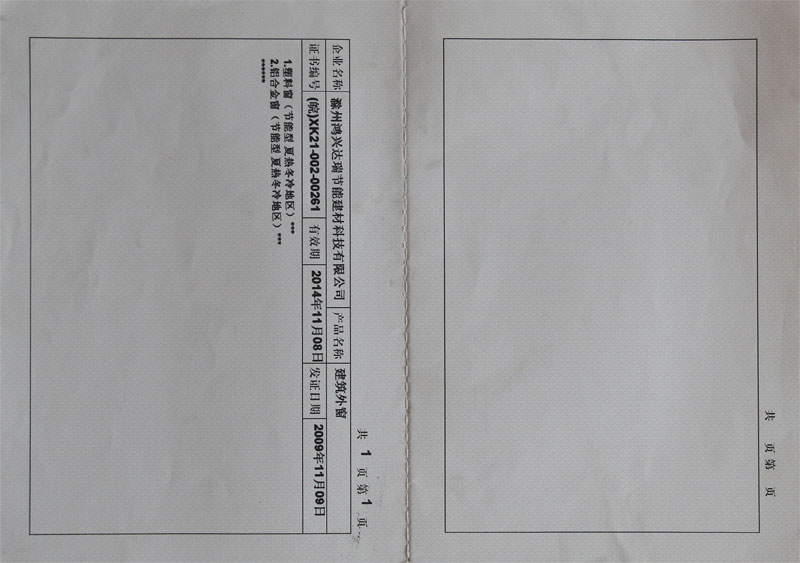 共 1 页 第 1 页
企业名称 滁州鸿兴达瑞节能建材科技有限公司 产品名称 建筑外窗
证书编号 (皖)XK21-002-00261 有效期 2014年11月08日 发证日期 2009年11月09日
1.塑料窗（节能型 夏热冬冷地区）***
2.铝合金窗（节能型 夏热冬冷地区）***
******
共 页 第 页